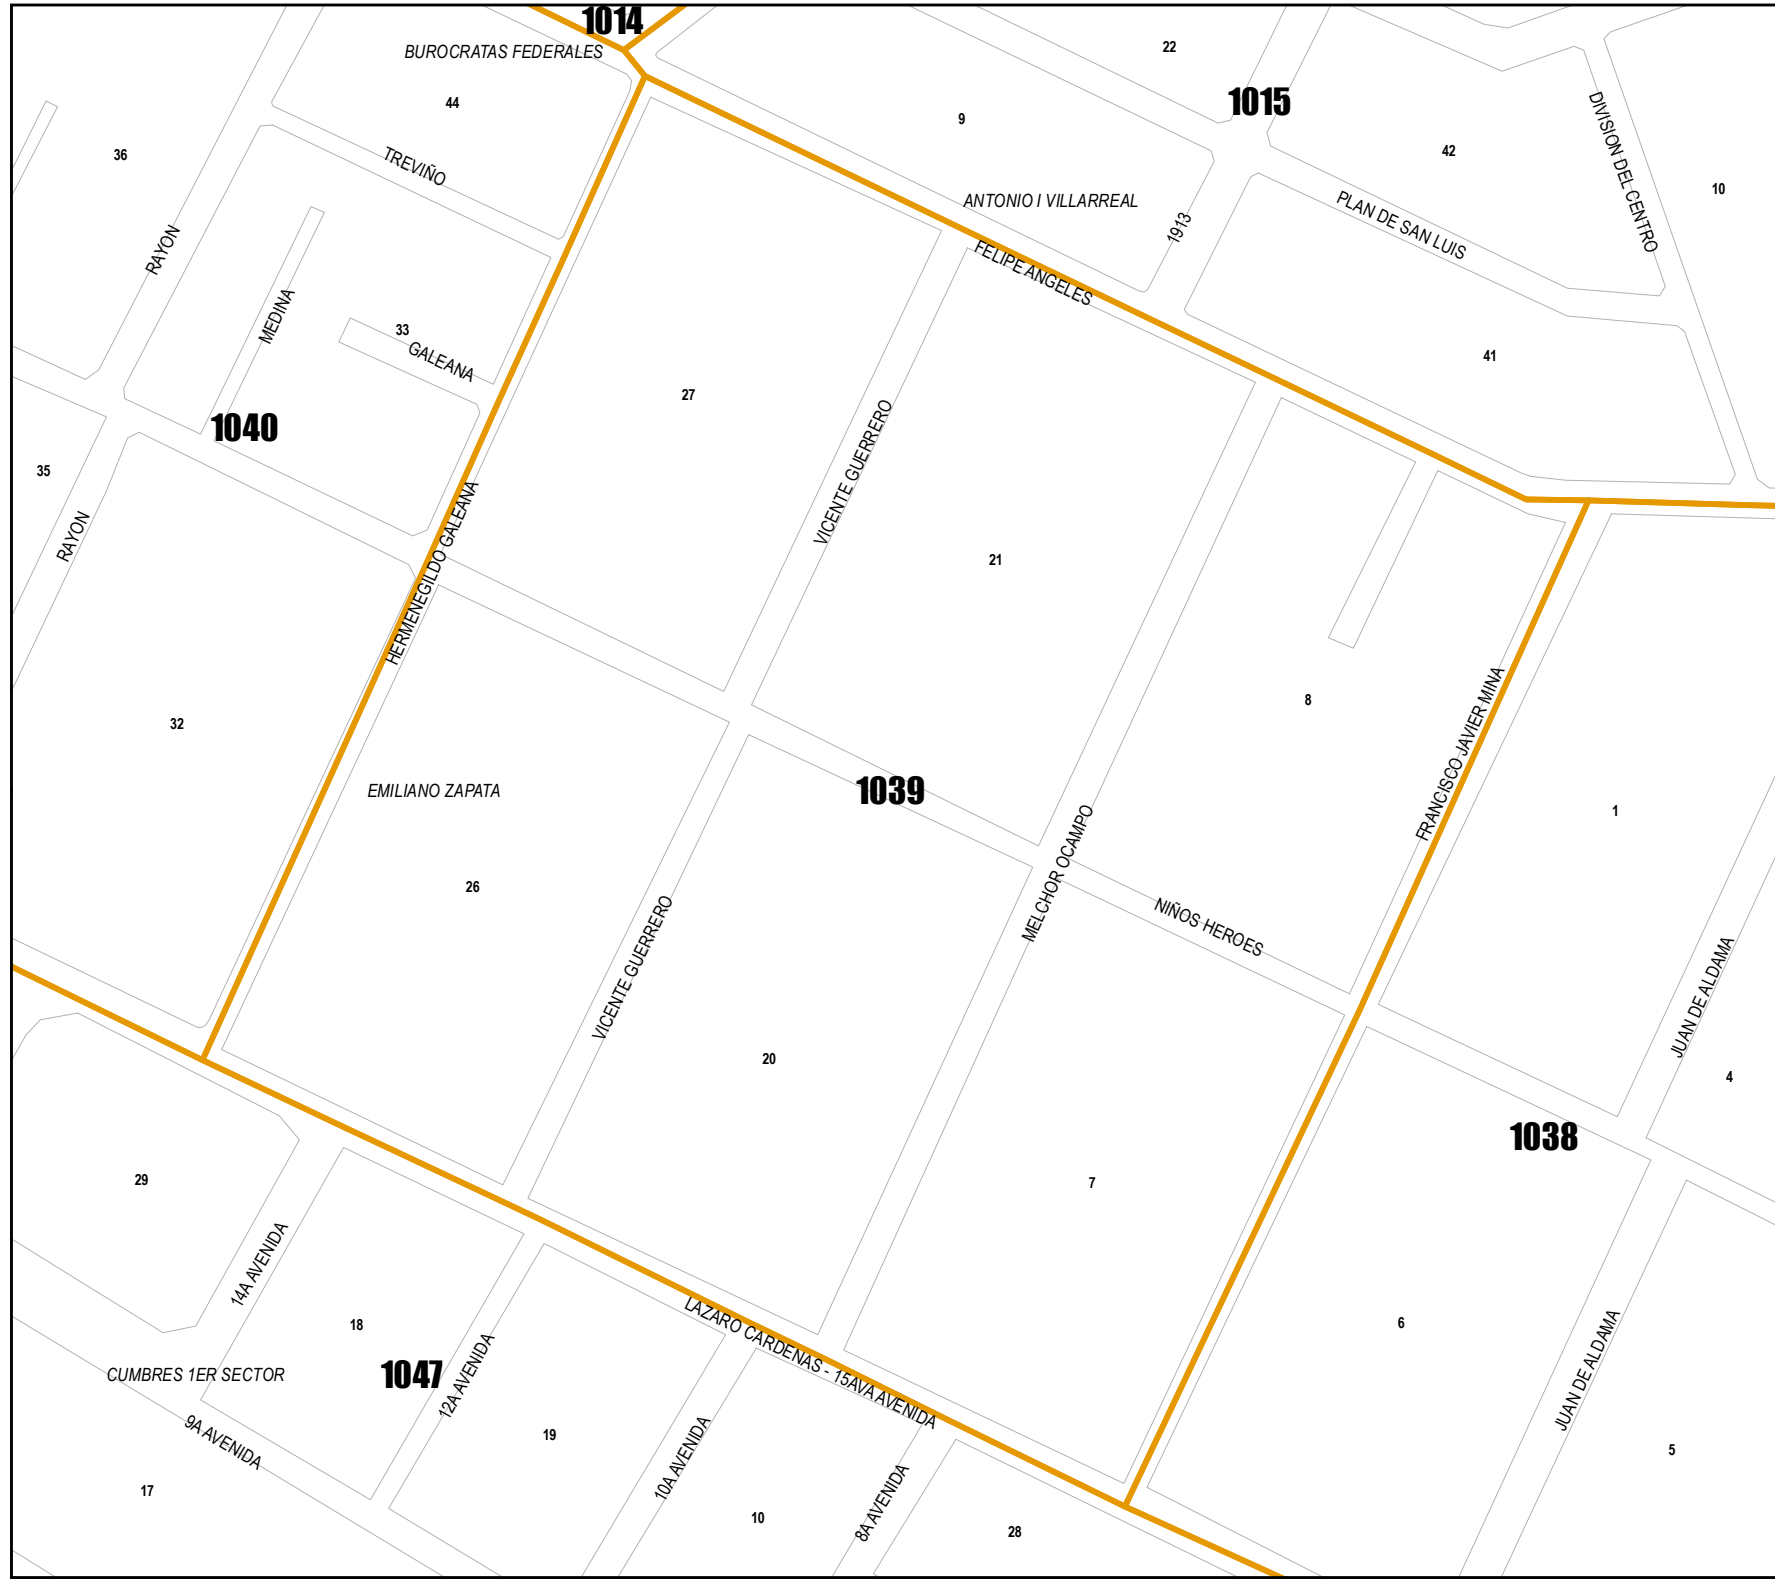 1014
BUROCRATAS FEDERALES
22
1015
44
9
42
DIVISION DEL CENTRO
36
TREVIÑO
10
ANTONIO I VILLARREAL
PLAN DE SAN LUIS
1913
RAYON
FELIPE ANGELES
MEDINA
33
GALEANA
41
27
1040
VICENTE GUERRERO
35
RAYON
HERMENEGILDO GALEANA
21
8
32
FRANCISCO JAVIER MINA
EMILIANO ZAPATA
1039
1
MELCHOR OCAMPO
26
NIÑOS HEROES
VICENTE GUERRERO
JUAN DE ALDAMA
20
4
1038
29
7
14A AVENIDA
18
6
LAZARO CARDENAS - 15AVA AVENIDA
CUMBRES 1ER SECTOR
1047
12A AVENIDA
JUAN DE ALDAMA
9A AVENIDA
19
10A AVENIDA
5
17
8A AVENIDA
10
28